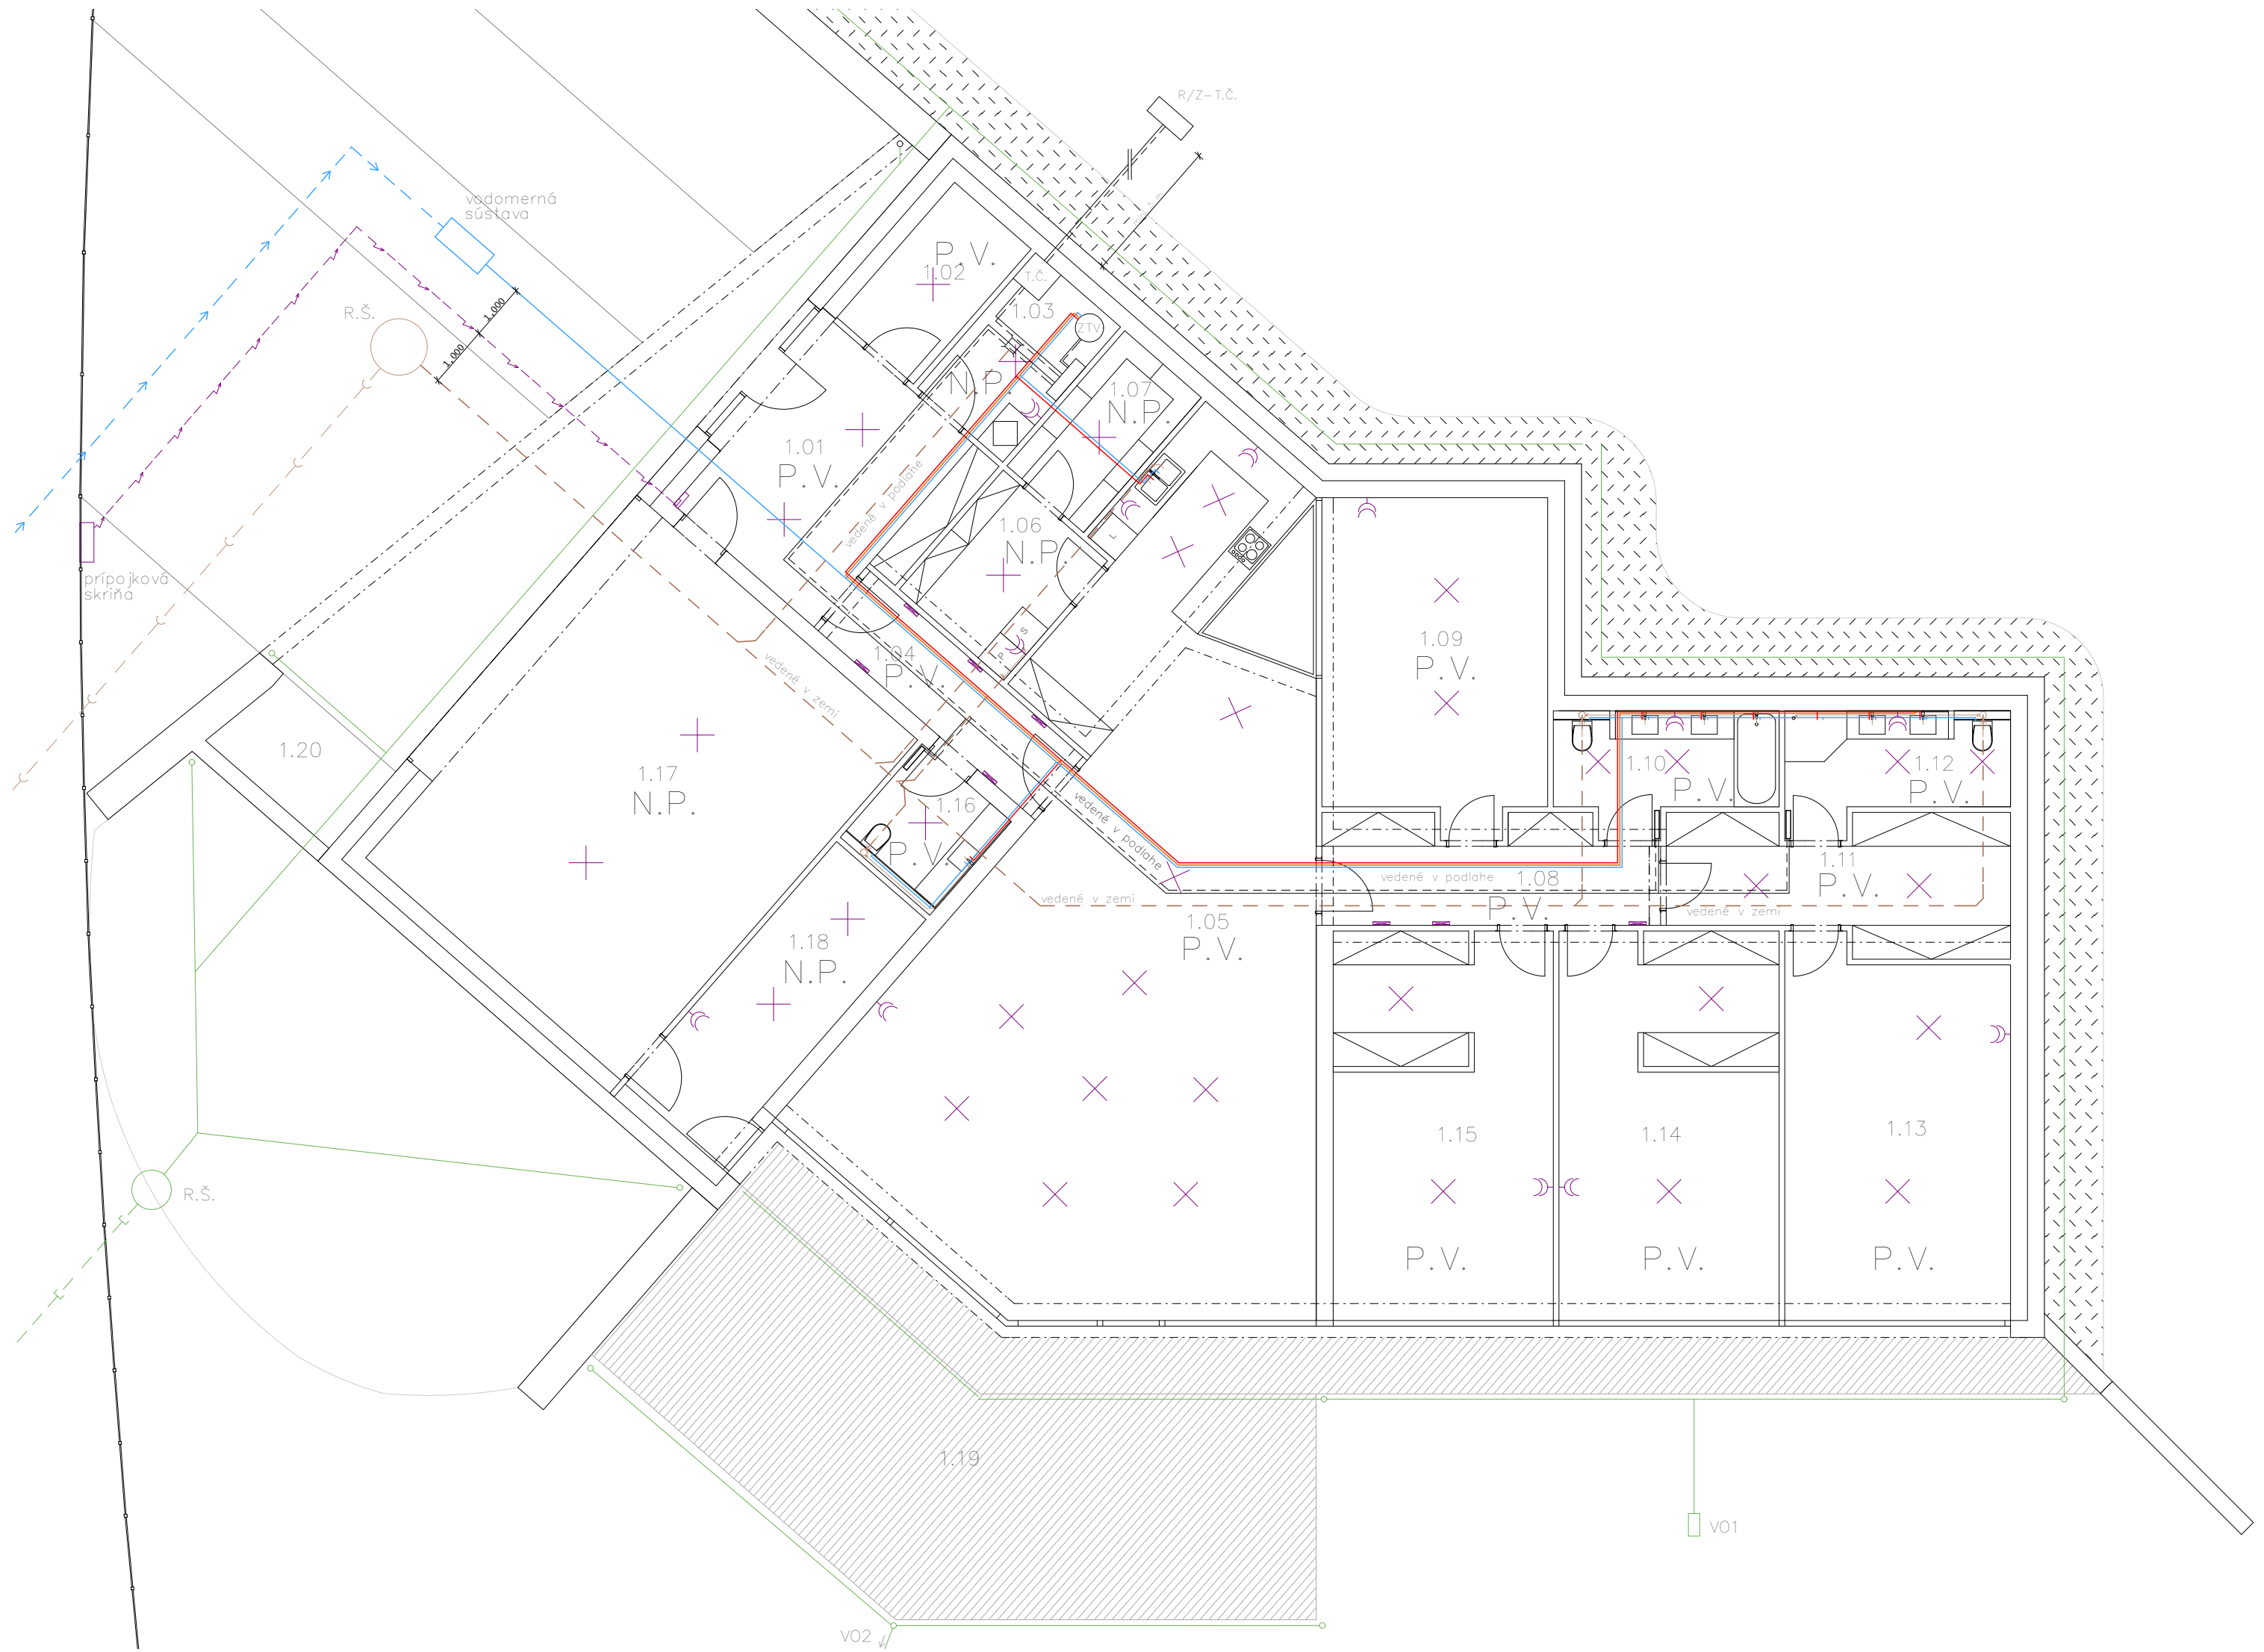 R/Z-T.Č.
vodomerná
sústava
P.V.
1.02
T.Č.
1.03
R.Š.
1,000
1,000
ZTV
N.P.
1.07
N.P.
1.01
P.V.
vedené v podlahe
1.06
N.P.
L
prípojková
skriňa
S
P
1.09
P.V.
1.04
P.V.
vedené v zemi
1.20
1.17
N.P.
1.10
P.V.
1.12
P.V.
1.16
P.V.
vedené v podlahe
vedené v podlahe
1.08
P.V.
1.11
P.V.
vedené v zemi
vedené v zemi
1.05
P.V.
1.18
N.P.
1.15
1.14
1.13
R.Š.
P.V.
P.V.
P.V.
1.19
VO1
VO2